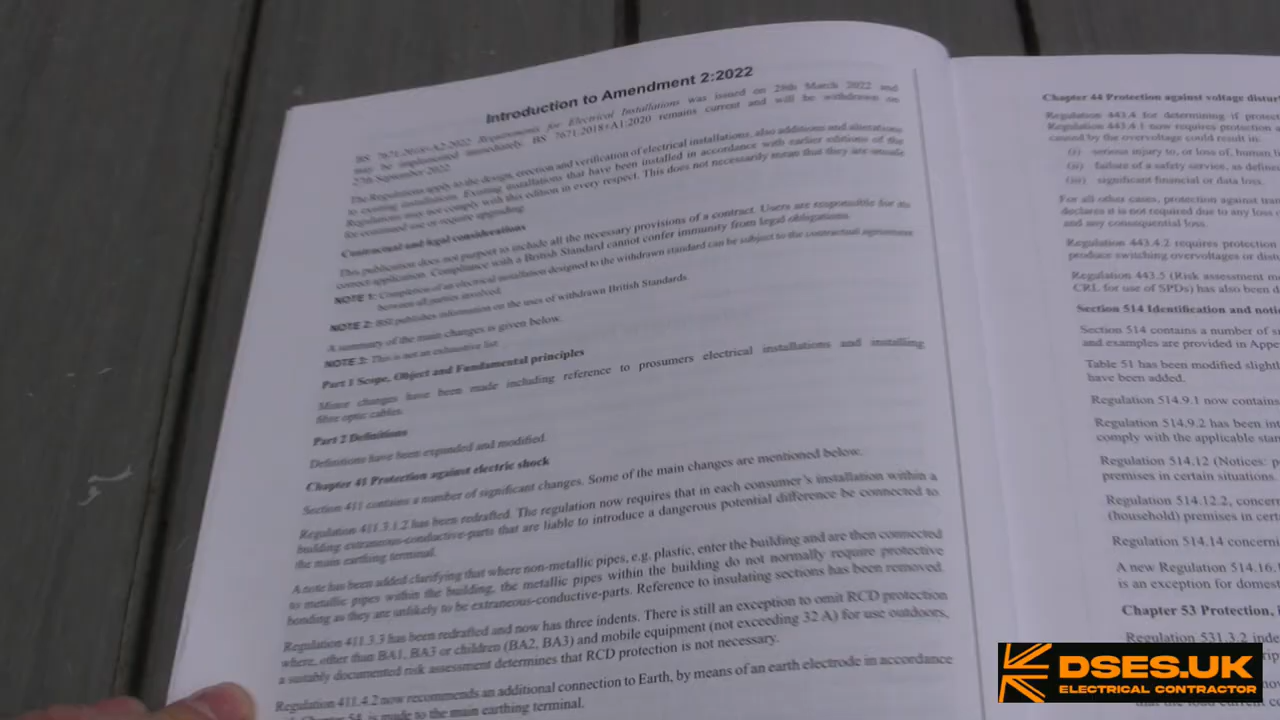 Introduction to Amendment 2:2022
BS 7671:2018+A2:2022 Requirements for Electrical Installations was issued on 28th March 2022 and
may be implemented immediately. BS 7671:2018+A1:2020 remains current and will be withdrawn on
27th September 2022.
The Regulations apply to the design, erection and verification of electrical installations, also additions and alterations
to existing installations. Existing installations that have been installed in accordance with earlier editions of the
Regulations may not comply with this edition in every respect. This does not necessarily mean that they are unsafe
for continued use or require upgrading.
Contractual and legal considerations
This publication does not purport to include all the necessary provisions of a contract. Users are responsible for its
correct application. Compliance with a British Standard cannot confer immunity from legal obligations.
NOTE 1: Completion of an electrical installation designed to the withdrawn standard can be subject to the contractual agreement
between all parties involved.
NOTE 2: BSI publishes information on the uses of withdrawn British Standards.
A summary of the main changes is given below.
NOTE 3: This is not an exhaustive list
Part 1 Scope, Object and Fundamental principles
Minor changes have been made including reference to prosumers electrical installations and installing
fibre optic cables.
Part 2 Definitions
Definitions have been expanded and modified.
Chapter 41 Protection against electric shock
Section 411 contains a number of significant changes. Some of the main changes are mentioned below.
Regulation 411.3.1.2 has been redrafted. The regulation now requires that in each consumer's installation within a
building extraneous-conductive-parts that are liable to introduce a dangerous potential difference be connected to
the main earthing terminal.
A note has been added clarifying that where non-metallic pipes, e.g. plastic, enter the building and are then connected
to metallic pipes within the building, the metallic pipes within the building do not normally require protective
bonding as they are unlikely to be extraneous-conductive-parts. Reference to insulating sections has been removed.
Regulation 411.3.3 has been redrafted and now has three indents. There is still an exception to omit RCD protection
where, other than BA1, BA3 or children (BA2, BA3) and mobile equipment (not exceeding 32 A) for use outdoors,
a suitably documented risk assessment determines that RCD protection is not necessary.
Regulation 411.4.2 now recommends an additional connection to Earth, by means of an earth electrode in accordance
Chapter 54, is made to the main earthing terminal.
Chapter 44 Protection against voltage distur
Regulation 443.4 for determining if protec
Regulation 443.4.1 now requires protection
caused by the overvoltage could result in:
(i) serious injury to, or loss of, human
(ii) failure of a safety service, as define
(iii) significant financial or data loss.
For all other cases, protection against tran
declares it is not required due to any loss
and any consequential loss.
Regulation 443.4.2 requires protection
produce switching overvoltages or distu
Regulation 443.5 (Risk assessment m
CRL for use of SPDs) has also been d
Section 514 Identification and noti
Section 514 contains a number of
and examples are provided in Appe
Table 51 has been modified slight
have been added.
Regulation 514.9.1 now contains
Regulation 514.9.2 has been int
comply with the applicable stan
Regulation 514.12 (Notices: p
premises in certain situations.
Regulation 514.12.2, concern
(household) premises in cert
Regulation 514.14 concerni
A new Regulation 514.16.
is an exception for domes
Chapter 53 Protection,
Regulation 531.3.2 inde
DSES.UK
ELECTRICAL CONTRACTOR